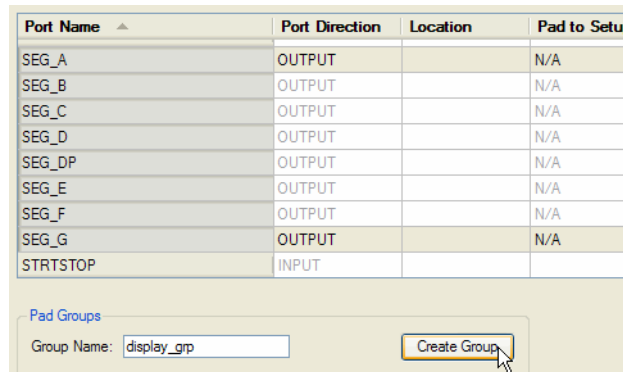 Port Name Port Direction Location Pad to Setu
SEG_A OUTPUT N/A
SEG_B OUTPUT N/A
SEG_C OUTPUT N/A
SEG_D OUTPUT N/A
SEG_DP OUTPUT N/A
SEG_E OUTPUT N/A
SEG_F OUTPUT N/A
SEG_G OUTPUT N/A
STRTSTOP INPUT
Pad Groups
Group Name: display_grp Create Group